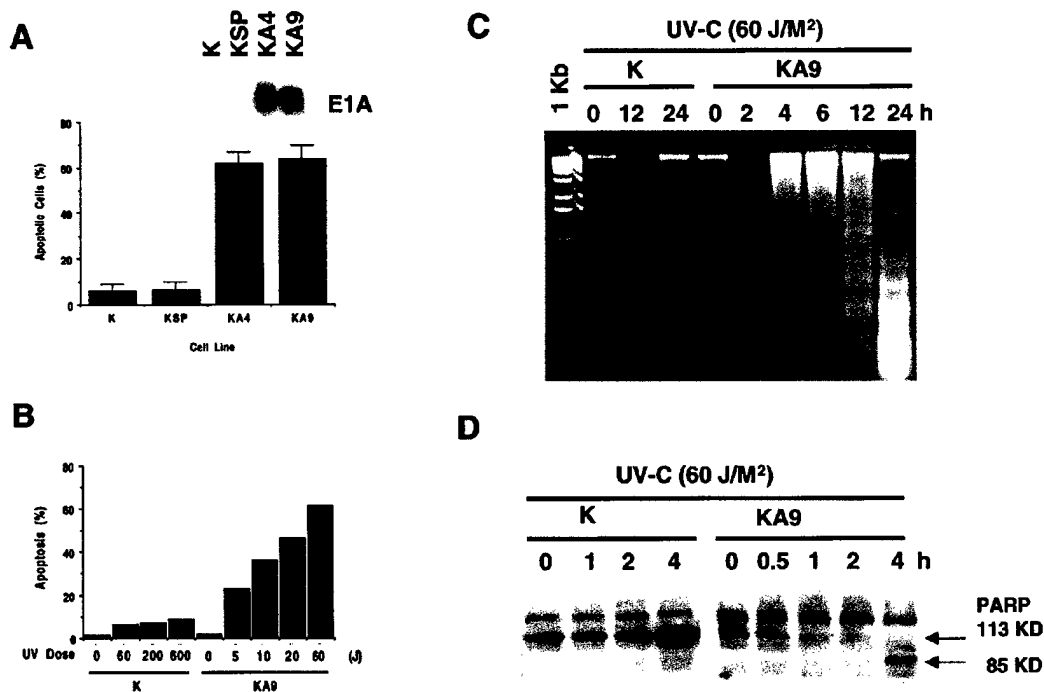 A
K
KSP
KA4
KA9
E1A
Apoptotic Cells (%)
80
60
40
20
0
K KSP KA4 KA9
Cell Line
B
Apoptosis (%)
80
60
40
20
0
UV Dose 0 60 200 600 0 5 10 20 60 (J)
K KA9
C
UV-C (60 J/M²)
1 Kb
K KA9
0 12 24 0 2 4 6 12 24 h
D
UV-C (60 J/M²)
K KA9
0 1 2 4 0 0.5 1 2 4 h
PARP
113 KD
85 KD